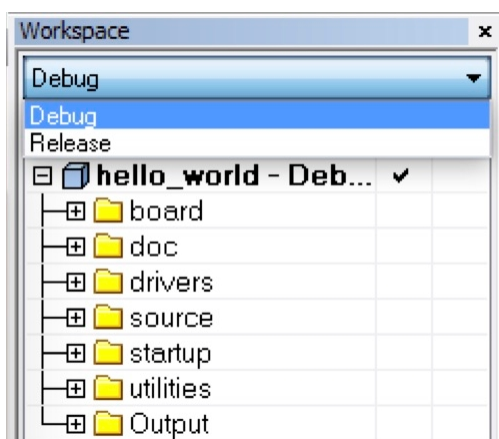 Workspace
Debug
Debug
Release
hello_world - Deb...
board
doc
drivers
source
startup
utilities
Output